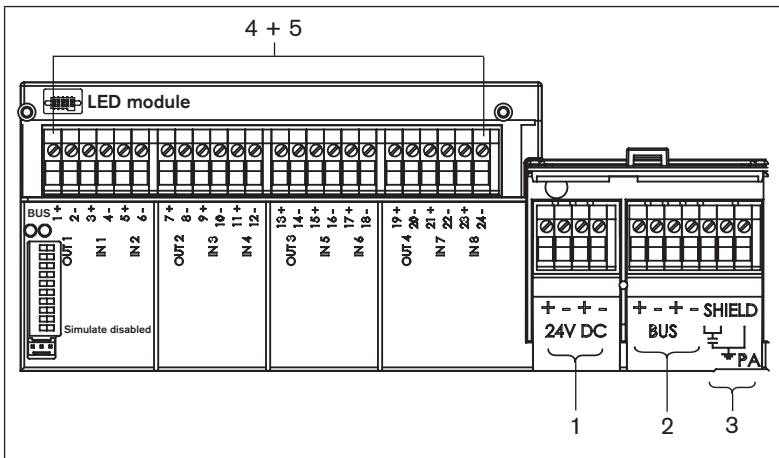 4 + 5
LED module
BUS
1+ 2- 3+ 4- 5+ 6- 7+ 8- 9+ 10- 11+ 12- 13+ 14- 15+ 16- 17+ 18- 19+ 20- 21+ 22- 23+ 24-
OUT 1 IN 1 IN 2 OUT 2 IN 3 IN 4 OUT 3 IN 5 IN 6 OUT 4 IN 7 IN 8
Simulate disabled
+ - + - + - + - SHIELD
24V DC BUS
PA
1 2 3